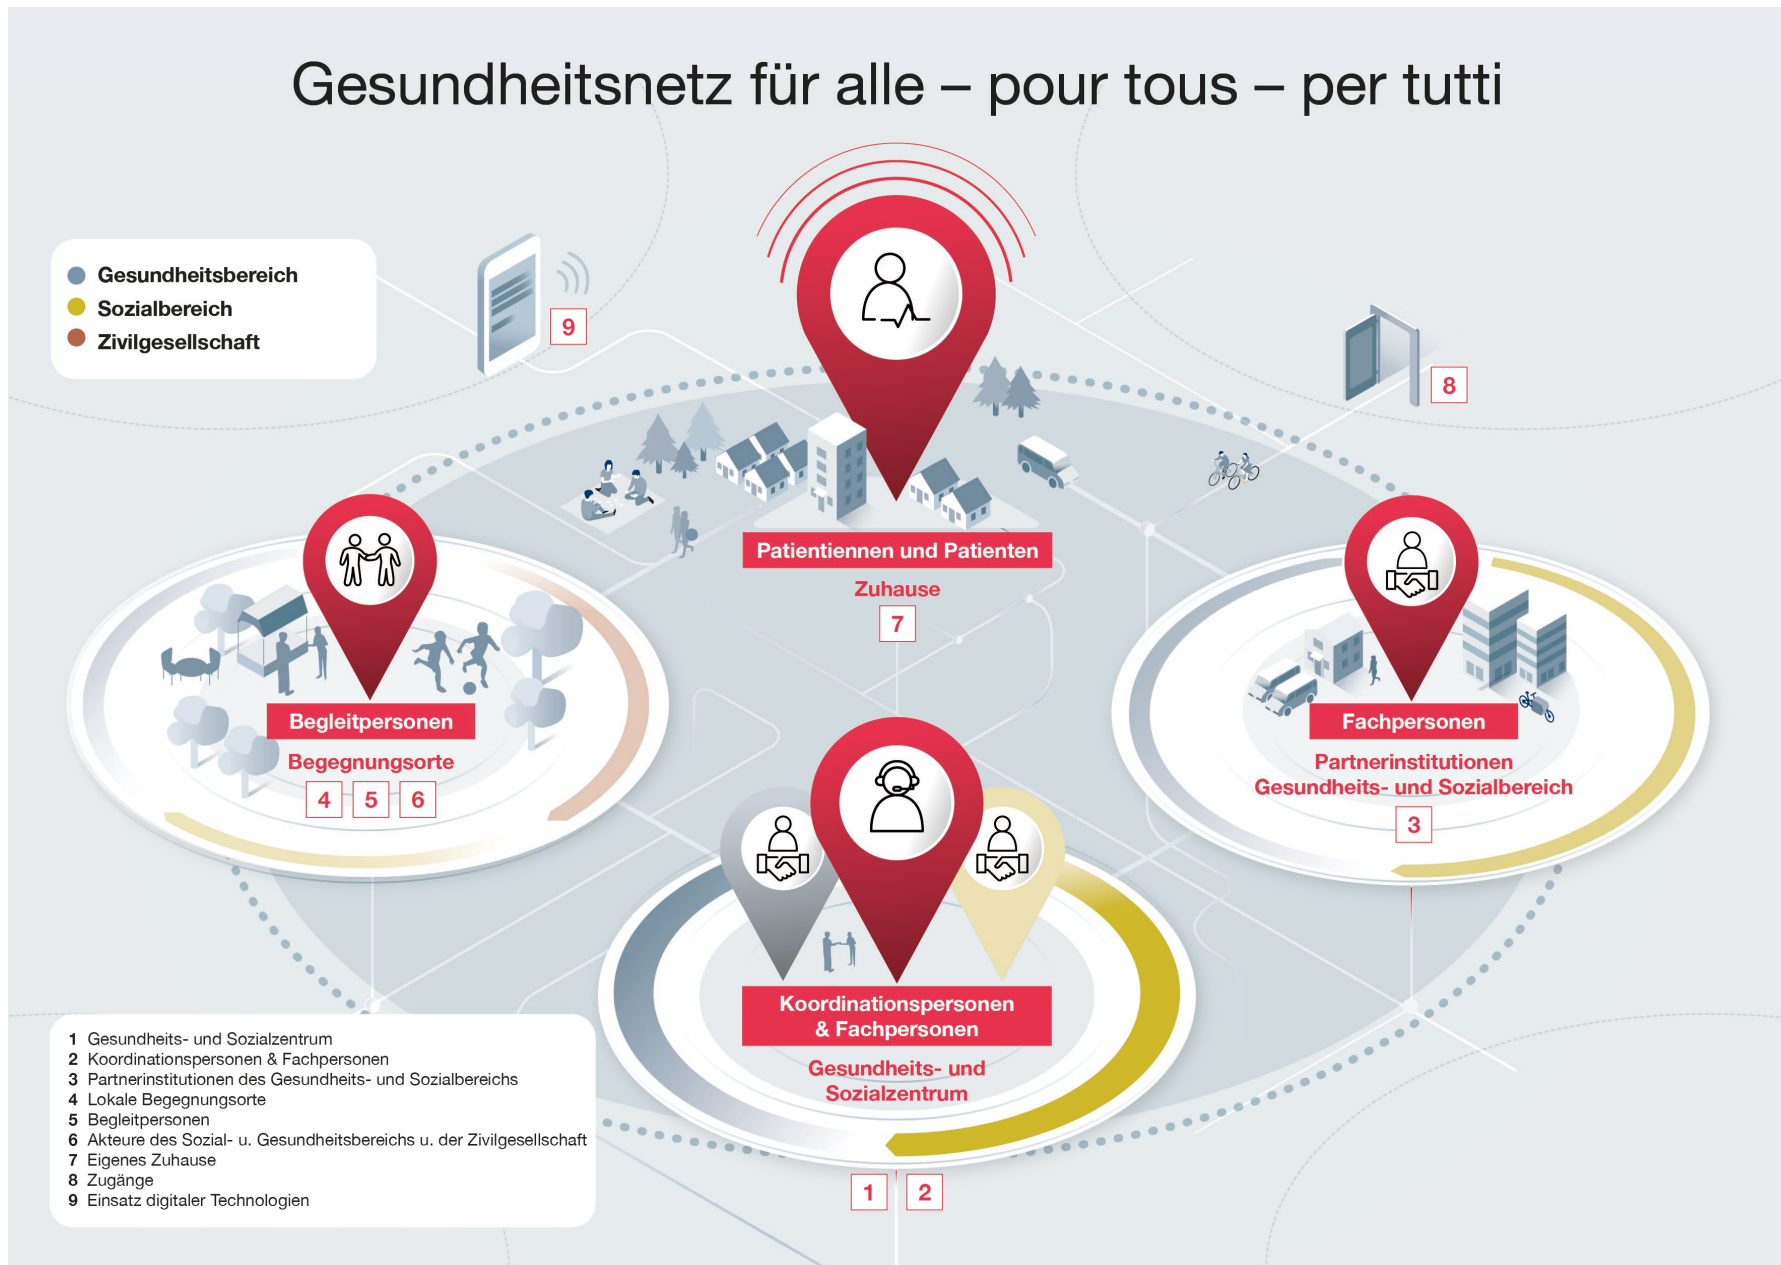 Gesundheitsnetz für alle – pour tous – per tutti
Gesundheitsbereich
Sozialbereich
Zivilgesellschaft
9
8
Patientiennen und Patienten
Zuhause
7
Begleitpersonen
Begegnungsorte
4 5 6
Fachpersonen
Partnerinstitutionen
Gesundheits- und Sozialbereich
3
Koordinationspersonen
& Fachpersonen
Gesundheits- und
Sozialzentrum
1 2
1 Gesundheits- und Sozialzentrum
2 Koordinationspersonen & Fachpersonen
3 Partnerinstitutionen des Gesundheits- und Sozialbereichs
4 Lokale Begegnungsorte
5 Begleitpersonen
6 Akteure des Sozial- u. Gesundheitsbereichs u. der Zivilgesellschaft
7 Eigenes Zuhause
8 Zugänge
9 Einsatz digitaler Technologien